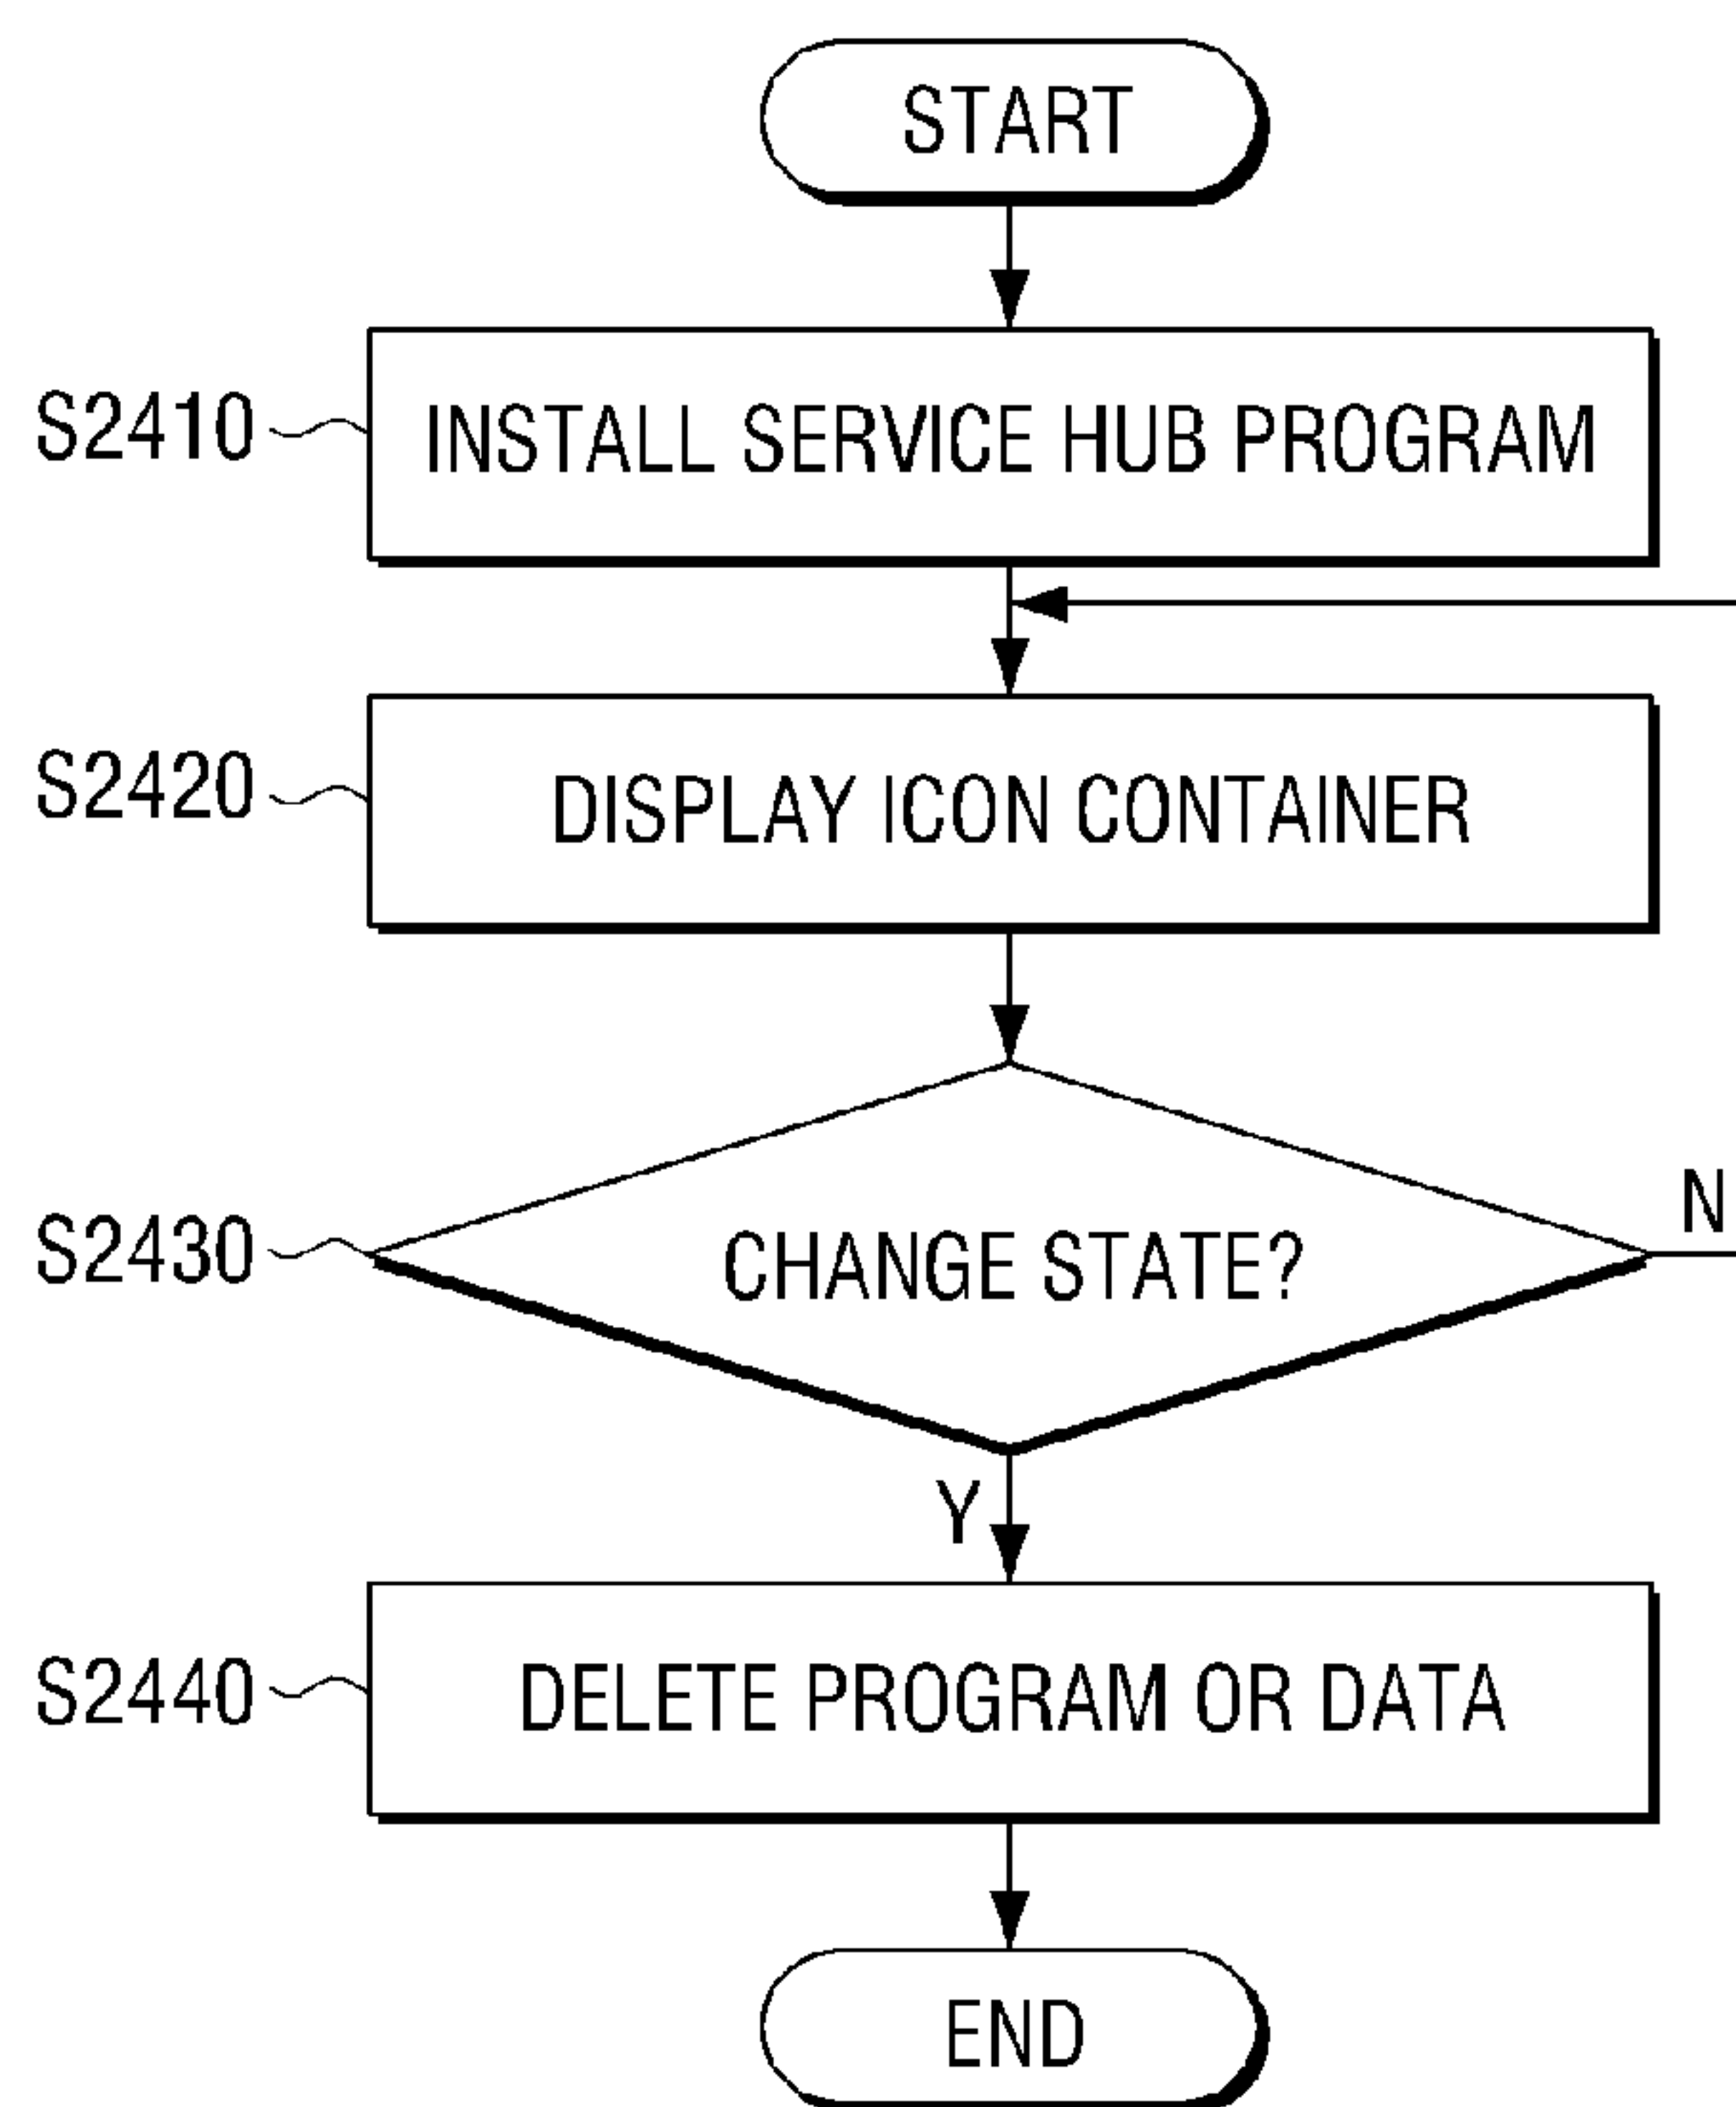 START
S2410
INSTALL SERVICE HUB PROGRAM
S2420
DISPLAY ICON CONTAINER
S2430
CHANGE STATE?
N
Y
S2440
DELETE PROGRAM OR DATA
END